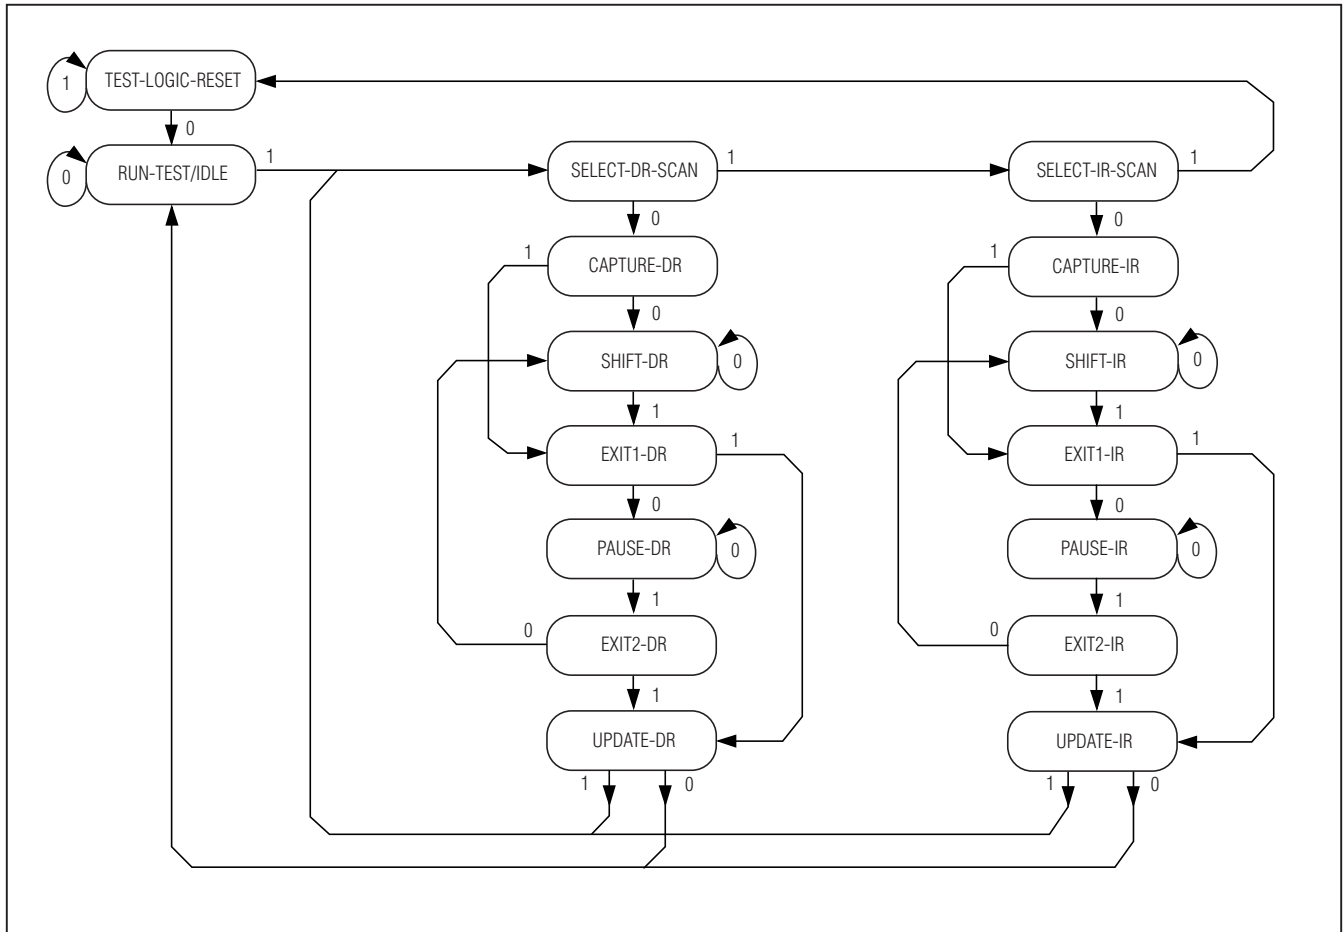 1 TEST-LOGIC-RESET
0
0 RUN-TEST/IDLE 1
SELECT-DR-SCAN 1 SELECT-IR-SCAN 1
0 0
1 CAPTURE-DR 1 CAPTURE-IR
0 0
SHIFT-DR 0 SHIFT-IR 0
1 1
EXIT1-DR 1 EXIT1-IR 1
0 0
PAUSE-DR 0 PAUSE-IR 0
1 1
0 EXIT2-DR 0 EXIT2-IR
1 1
UPDATE-DR UPDATE-IR
1 0 1 0